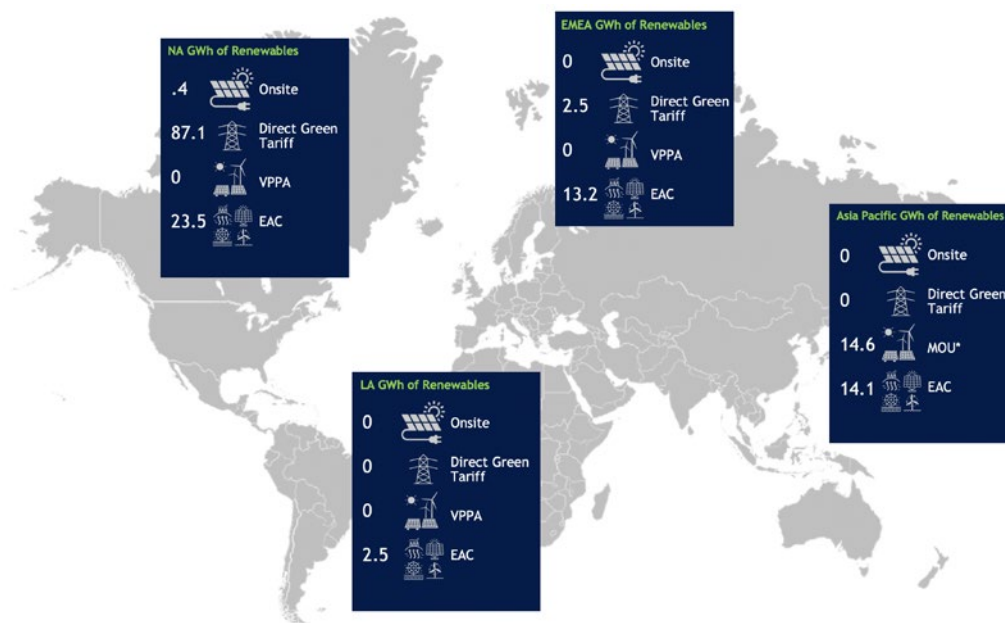 NA GWh of Renewables
.4 Onsite
87.1 Direct Green
Tariff
0 VPPA
23.5 EAC
EMEA GWh of Renewables
0 Onsite
2.5 Direct Green
Tariff
0 VPPA
13.2 EAC
Asia Pacific GWh of Renewables
0 Onsite
0 Direct Green
Tariff
14.6 MOU*
14.1 EAC
LA GWh of Renewables
0 Onsite
0 Direct Green
Tariff
0 VPPA
2.5 EAC